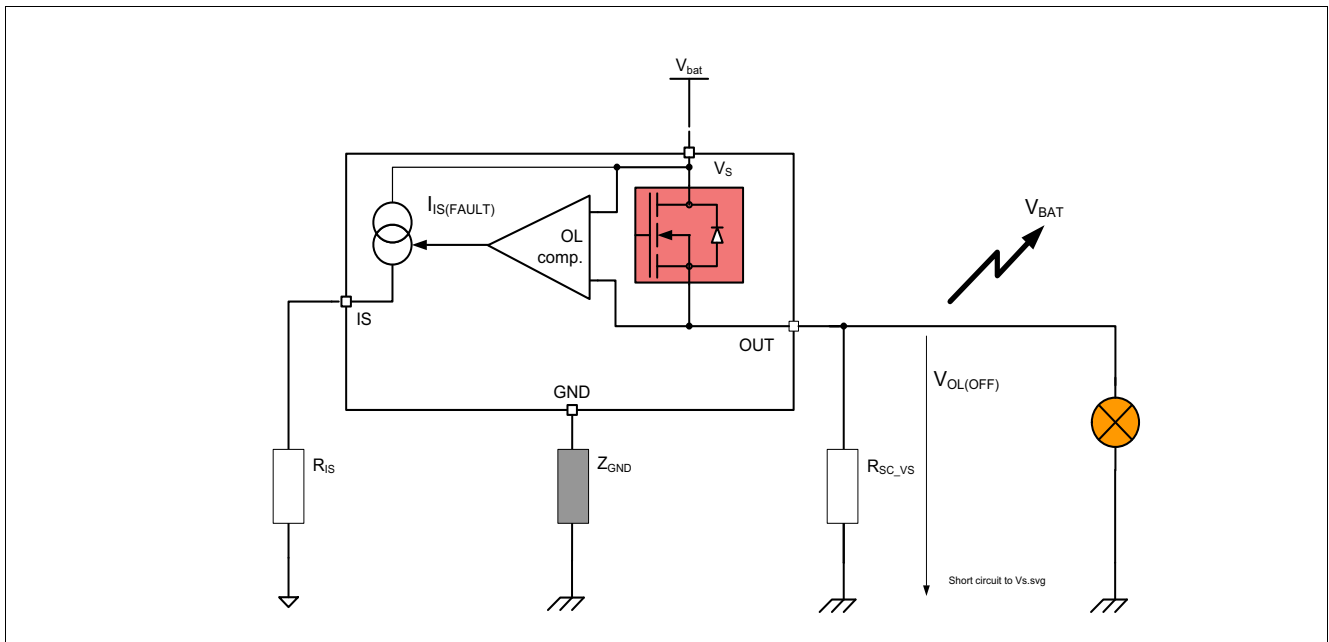 Vbat
VS
IIS(FAULT)
OL
comp.
VBAT
IS
OUT
VOL(OFF)
GND
RIS
ZGND
RSC_VS
Short circuit to Vs.svg